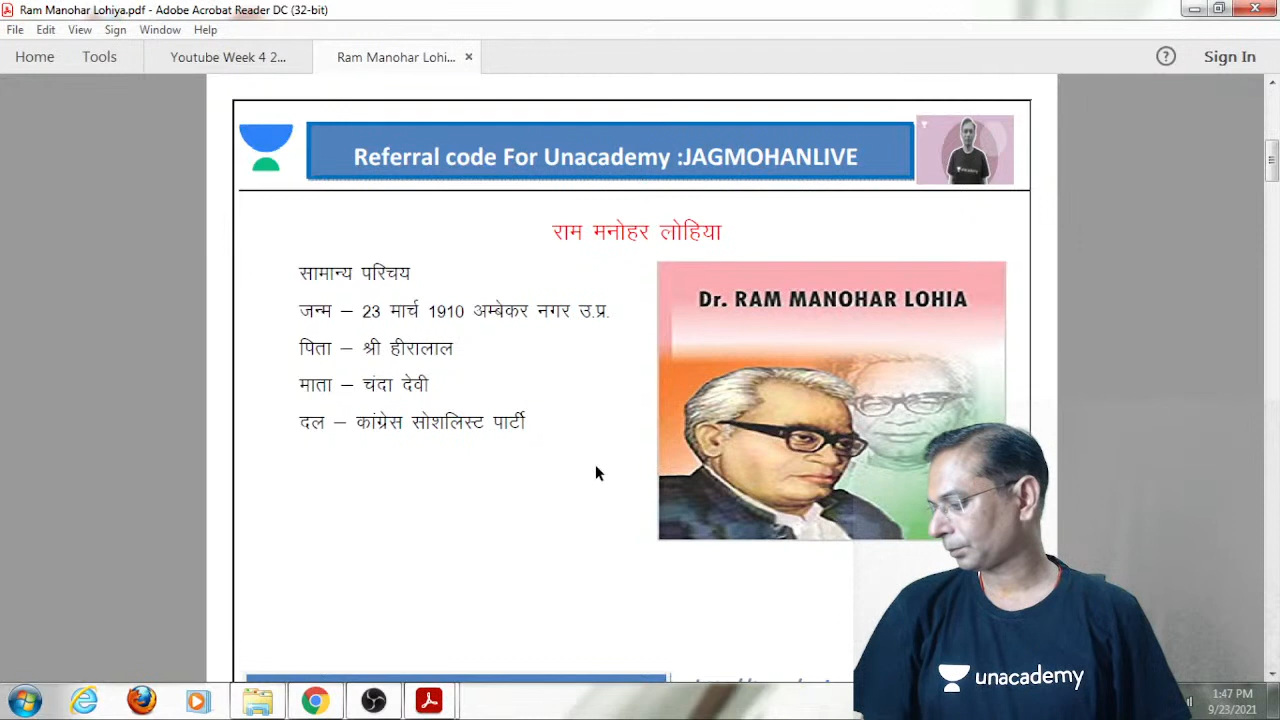 Ram Manohar Lohiya.pdf - Adobe Acrobat Reader DC (32-bit)
File Edit View Sign Window Help
Home Tools Youtube Week 4 2... Ram Manohar Lohi... × ? Sign In
Referral code For Unacademy :JAGMOHANLIVE
राम मनोहर लोहिया
सामान्य परिचय
जन्म – 23 मार्च 1910 अम्बेकर नगर उ.प्र.
पिता – श्री हीरालाल
माता – चंदा देवी
दल – कांग्रेस सोशलिस्ट पार्टी
Dr. RAM MANOHAR LOHIA
unacademy
1:47 PM
9/23/2021